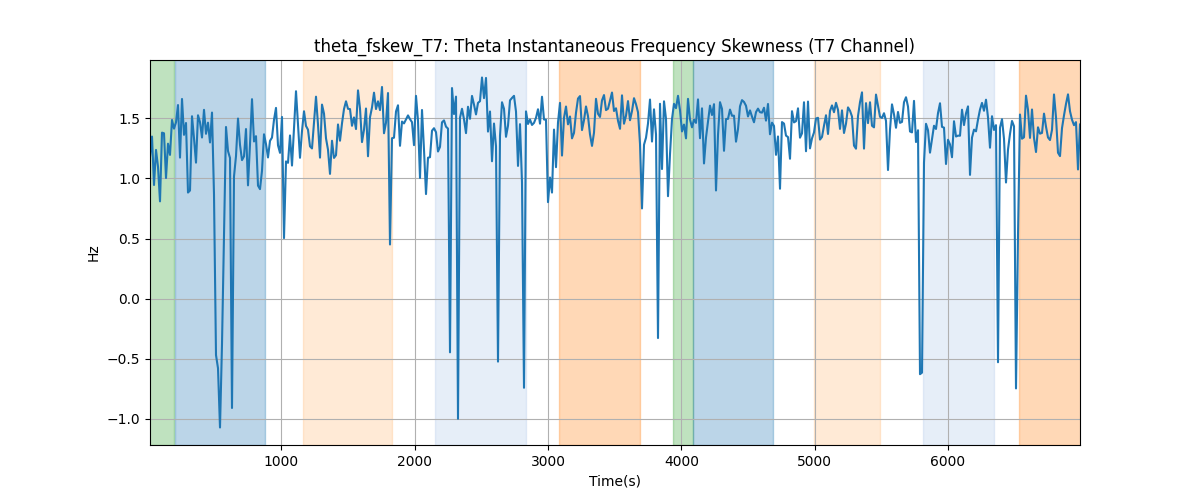 theta_fskew_T7: Theta Instantaneous Frequency Skewness (T7 Channel)
1.5
1.0
0.5
0.0
−0.5
−1.0
Hz
1000 2000 3000 4000 5000 6000
Time(s)